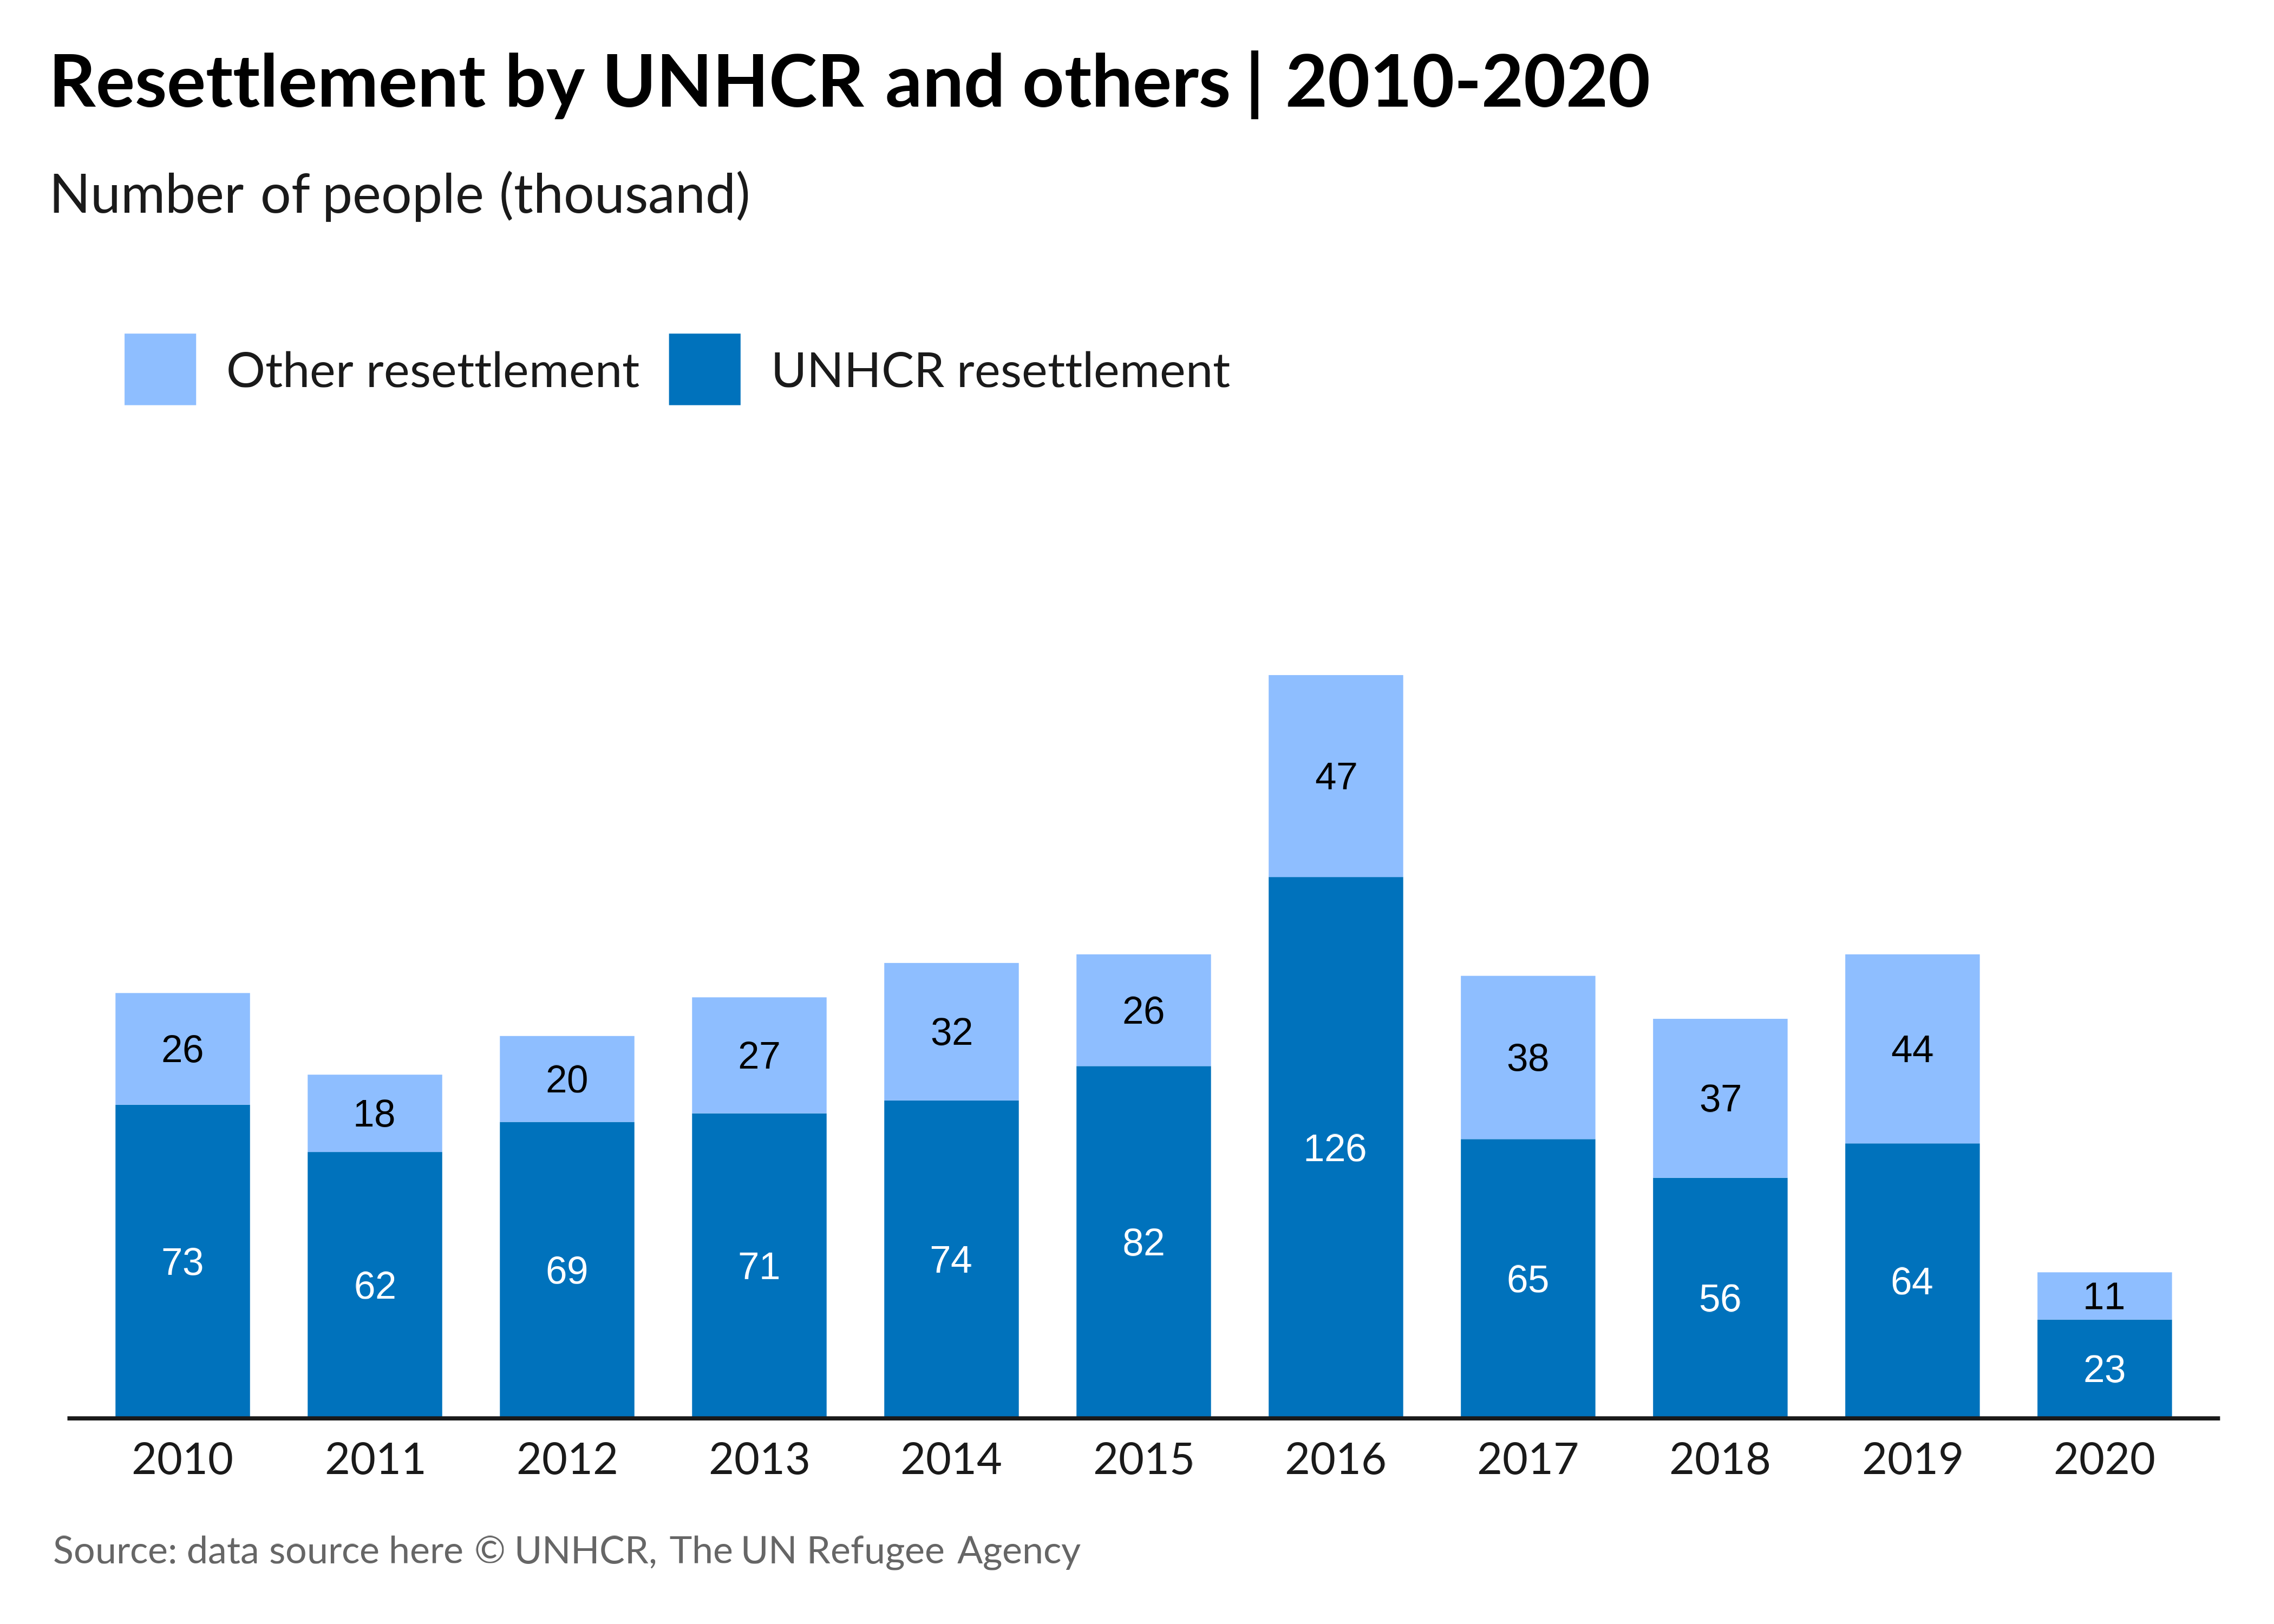 Resettlement by UNHCR and others | 2010-2020
Number of people (thousand)
Other resettlement UNHCR resettlement
47
26 18 20 27 32 26 38 37 44 11
73 62 69 71 74 82 126 65 56 64 23
2010 2011 2012 2013 2014 2015 2016 2017 2018 2019 2020
Source: data source here © UNHCR, The UN Refugee Agency